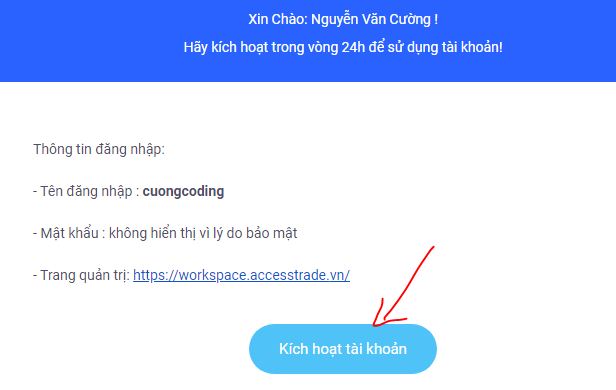 Xin Chào: Nguyễn Văn Cường !
Hãy kích hoạt trong vòng 24h để sử dụng tài khoản!
Thông tin đăng nhập:
- Tên đăng nhập : cuongcoding
- Mật khẩu : không hiển thị vì lý do bảo mật
- Trang quản trị: https://workspace.accesstrade.vn/
Kích hoạt tài khoản